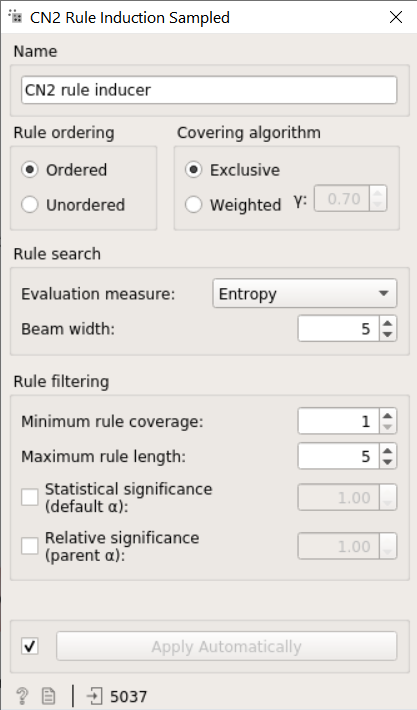 CN2 Rule Induction Sampled
Name
CN2 rule inducer
Rule ordering
Covering algorithm
Ordered
Exclusive
Unordered
Weighted γ: 0.70
Rule search
Evaluation measure: Entropy
Beam width: 5
Rule filtering
Minimum rule coverage: 1
Maximum rule length: 5
Statistical significance
(default α): 1.00
Relative significance
(parent α): 1.00
Apply Automatically
? 5037